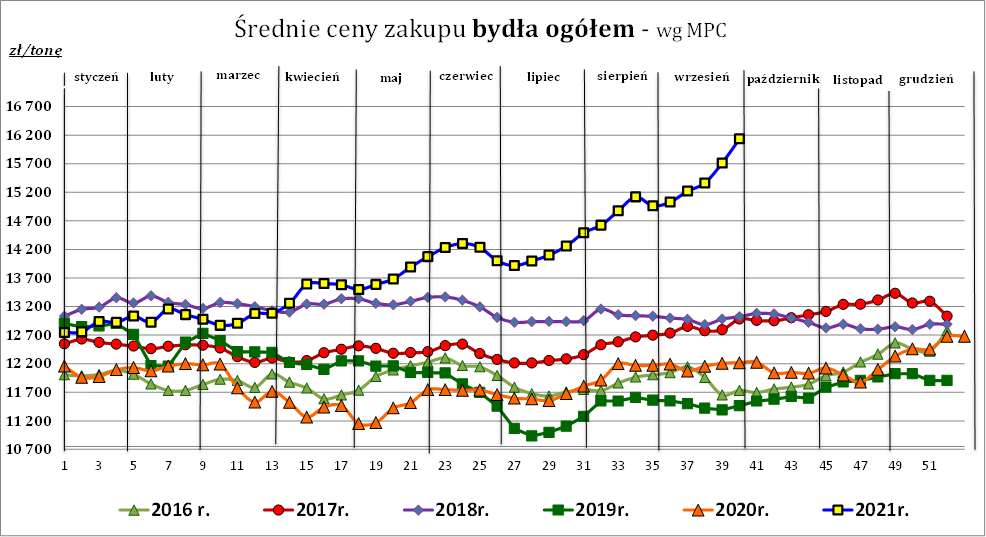 Średnie ceny zakupu bydła ogółem - wg MPC
zł/tonę
styczeń luty marzec kwiecień maj czerwiec lipiec sierpień wrzesień październik listopad grudzień
16 700
16 200
15 700
15 200
14 700
14 200
13 700
13 200
12 700
12 200
11 700
11 200
10 700
1 3 5 7 9 11 13 15 17 19 21 23 25 27 29 31 33 35 37 39 41 43 45 47 49 51
2016 r. 2017r. 2018r. 2019r. 2020r. 2021r.